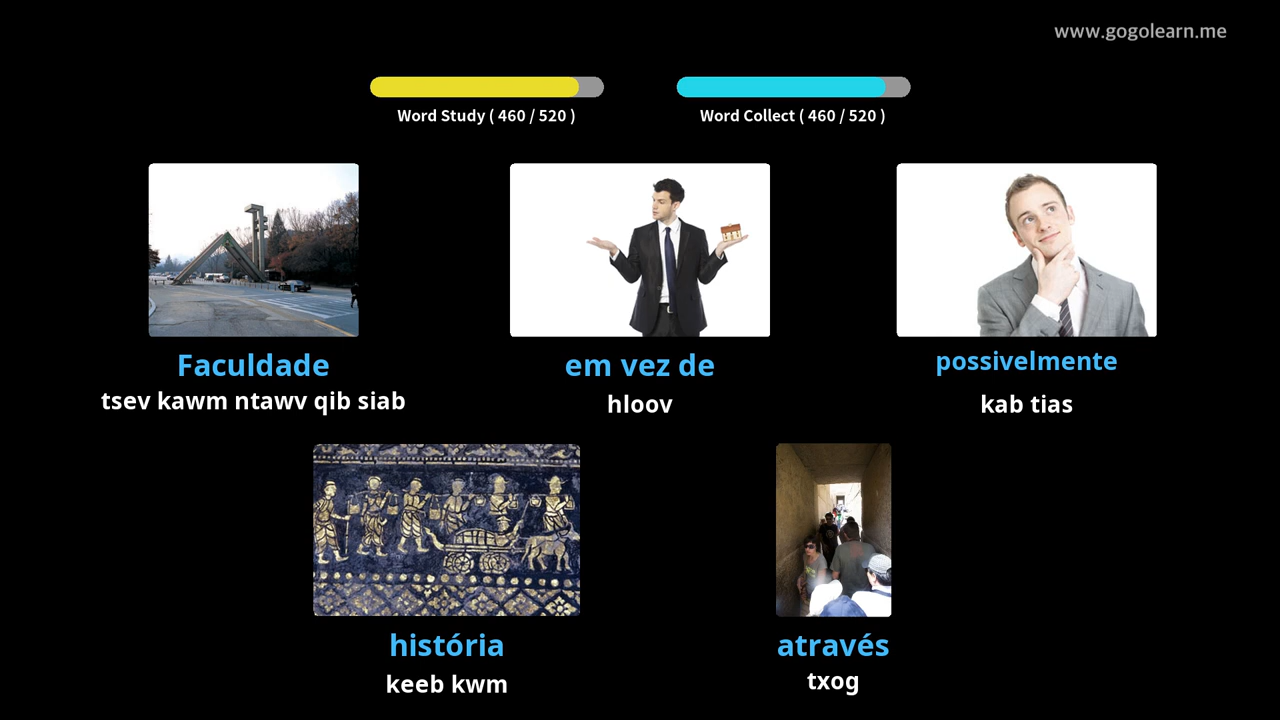 www.gogolearn.me
Word Study ( 460 / 520 )
Word Collect ( 460 / 520 )
Faculdade
tsev kawm ntawv qib siab
em vez de
hloov
possivelmente
kab tias
história
keeb kwm
através
txog